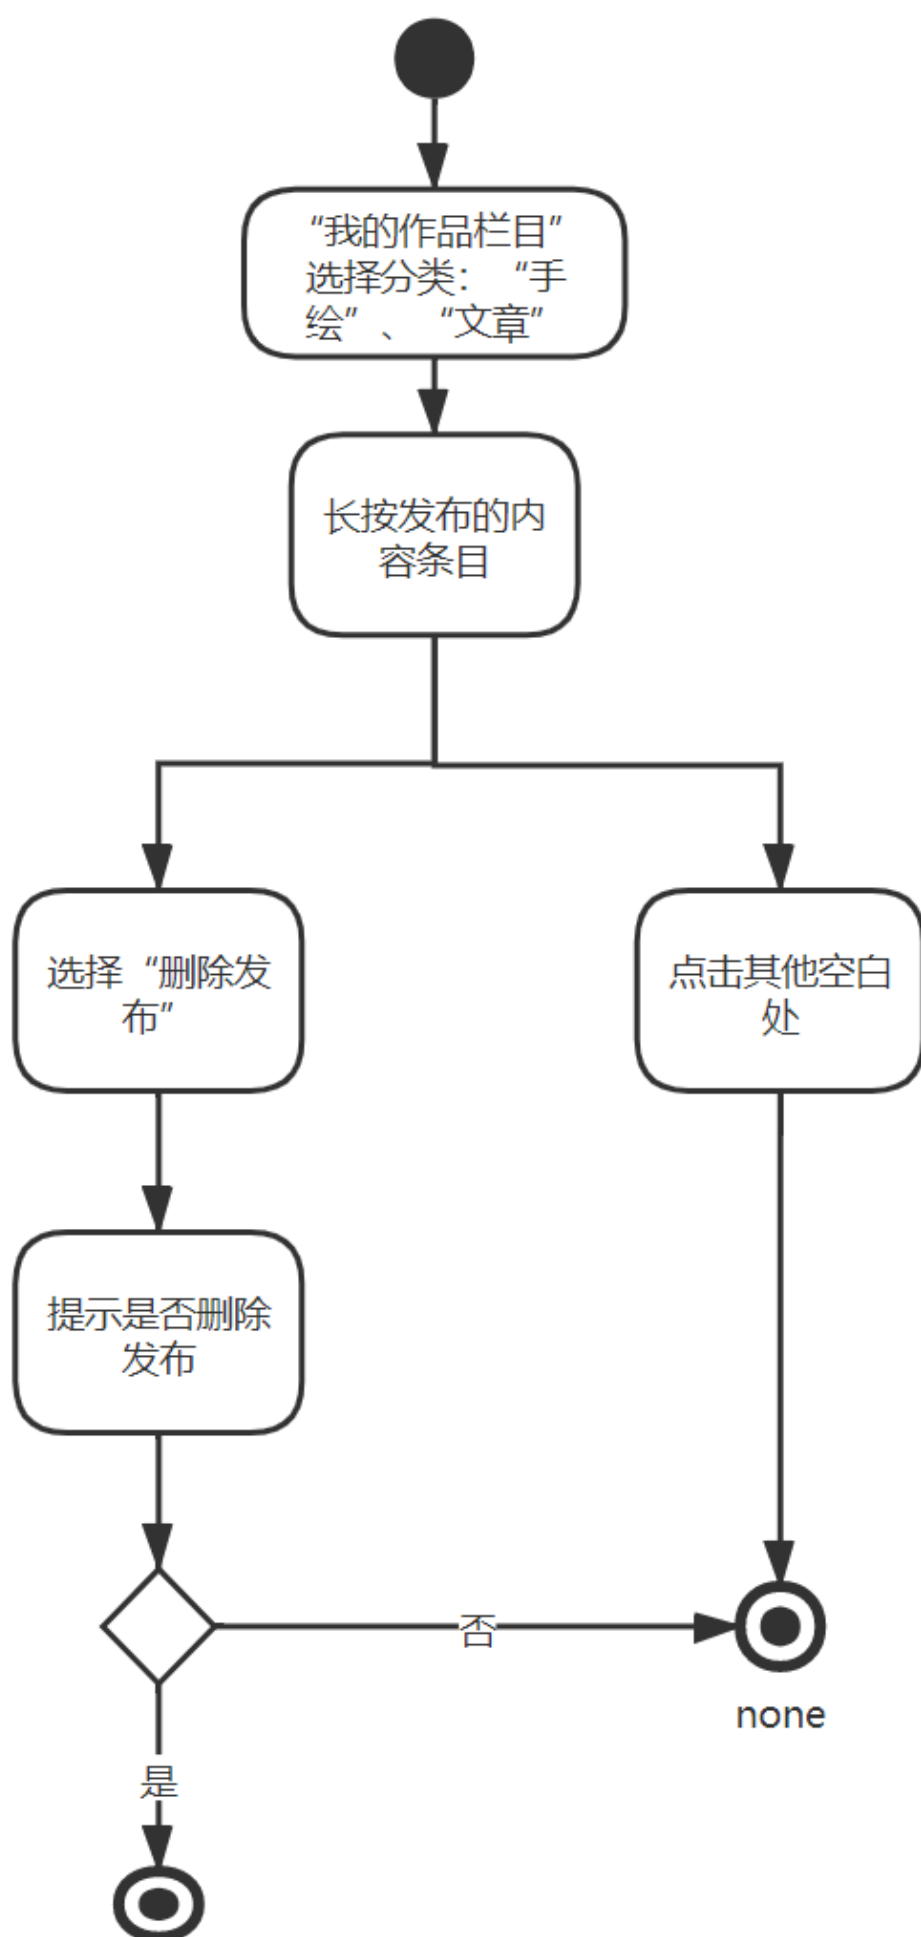 “我的作品栏目”
选择分类：“手
绘”、“文章”
长按发布的内
容条目
选择“删除发
布”
点击其他空白
处
提示是否删除
发布
否
none
是